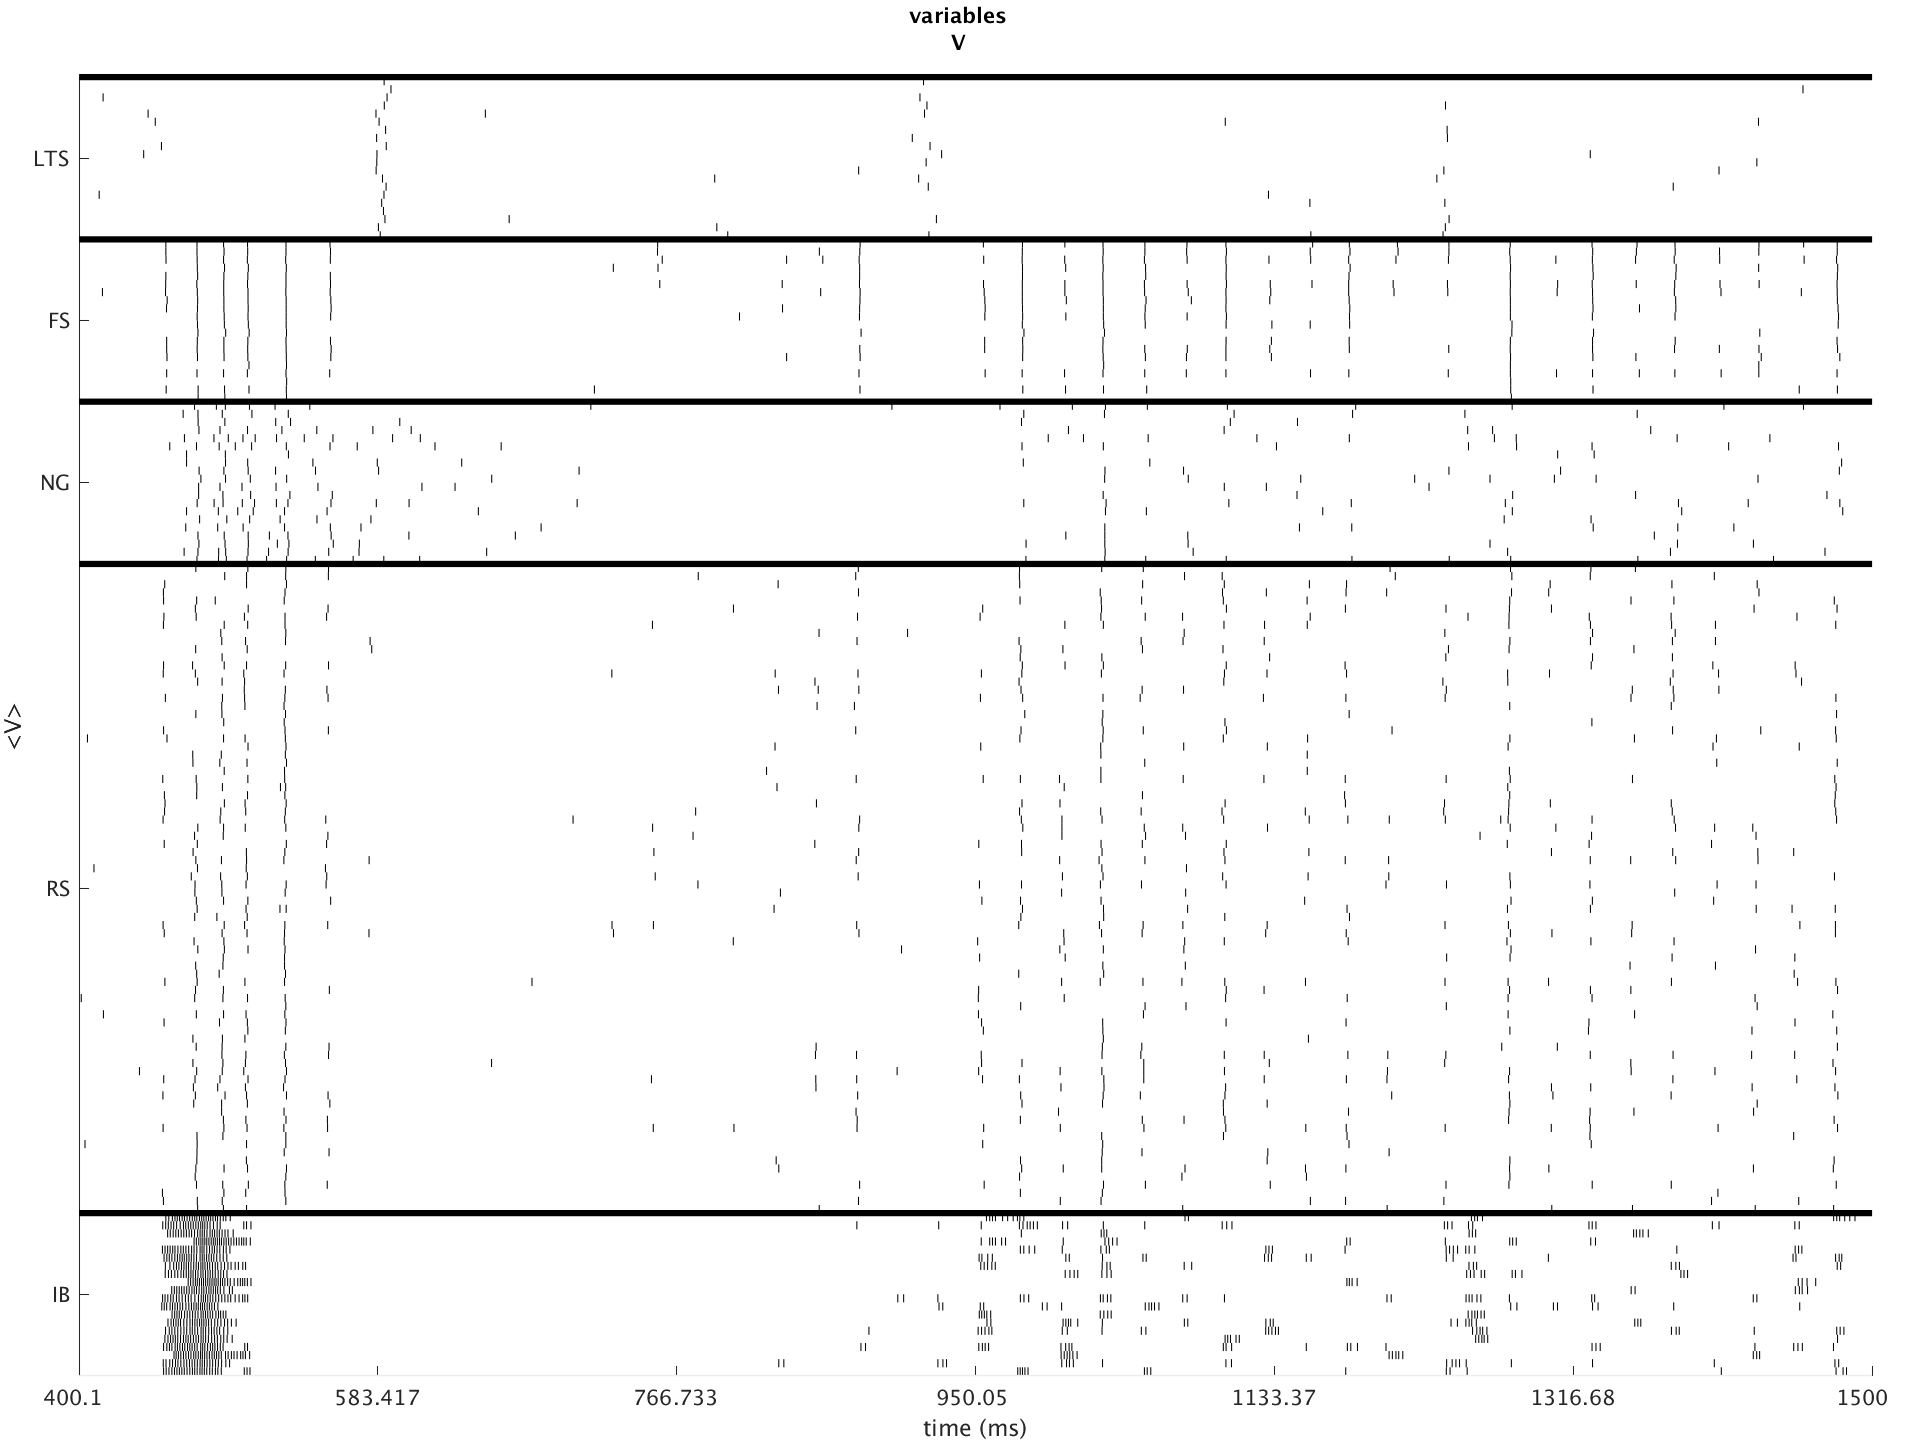 variables
V
LTS
FS
NG
<V>
RS
IB
400.1 583.417 766.733 950.05 1133.37 1316.68 1500
time (ms)